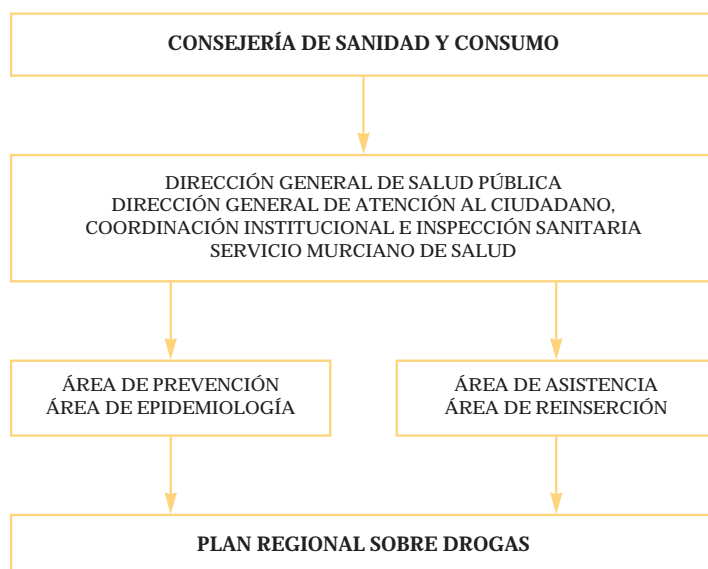 CONSEJERÍA DE SANIDAD Y CONSUMO
DIRECCIÓN GENERAL DE SALUD PÚBLICA
DIRECCIÓN GENERAL DE ATENCIÓN AL CIUDADANO,
COORDINACIÓN INSTITUCIONAL E INSPECCIÓN SANITARIA
SERVICIO MURCIANO DE SALUD
ÁREA DE PREVENCIÓN
ÁREA DE EPIDEMIOLOGÍA
ÁREA DE ASISTENCIA
ÁREA DE REINSERCIÓN
PLAN REGIONAL SOBRE DROGAS